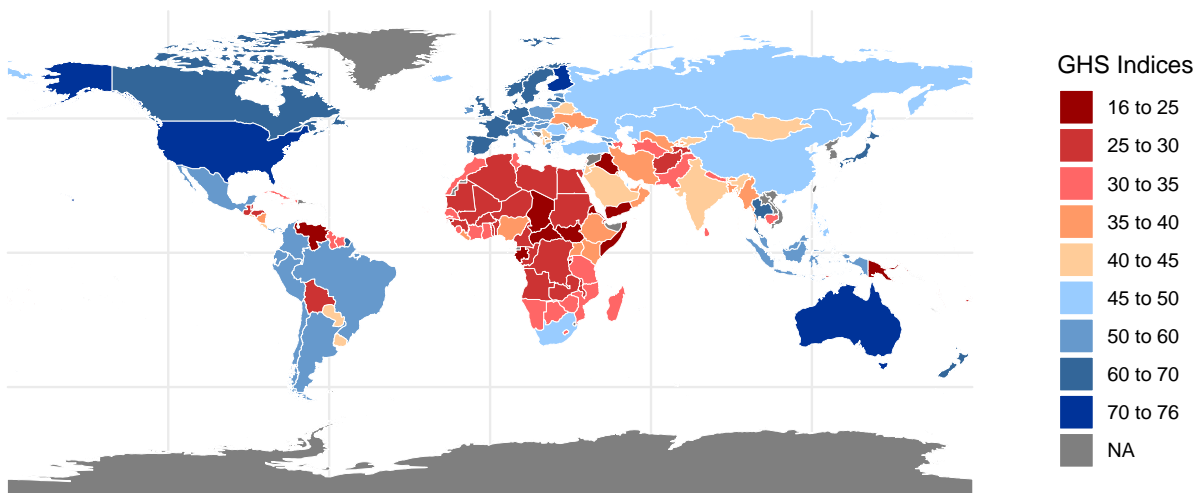 GHS Indices
16 to 25
25 to 30
30 to 35
35 to 40
40 to 45
45 to 50
50 to 60
60 to 70
70 to 76
NA